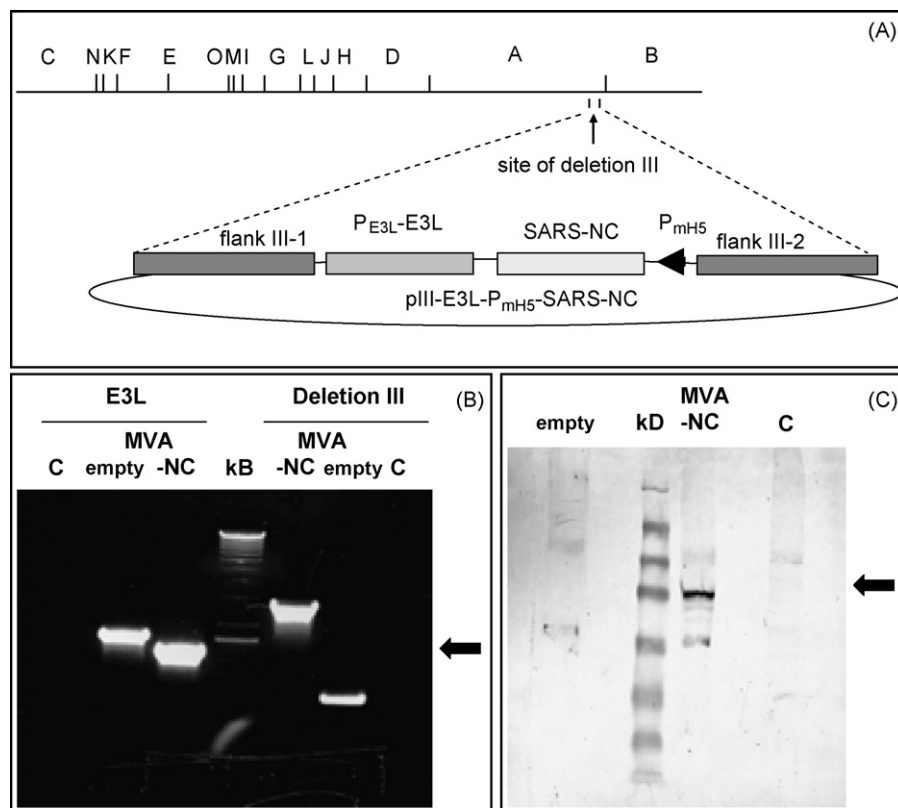 (A)
C NKF E OMI G L JH D A B
site of deletion III
flank III-1 PE3L-E3L SARS-NC PmH5 flank III-2
pIII-E3L-PmH5-SARS-NC
(B)
E3L Deletion III
MVA MVA
C empty -NC kB -NC empty C
(C)
MVA
empty kD -NC C